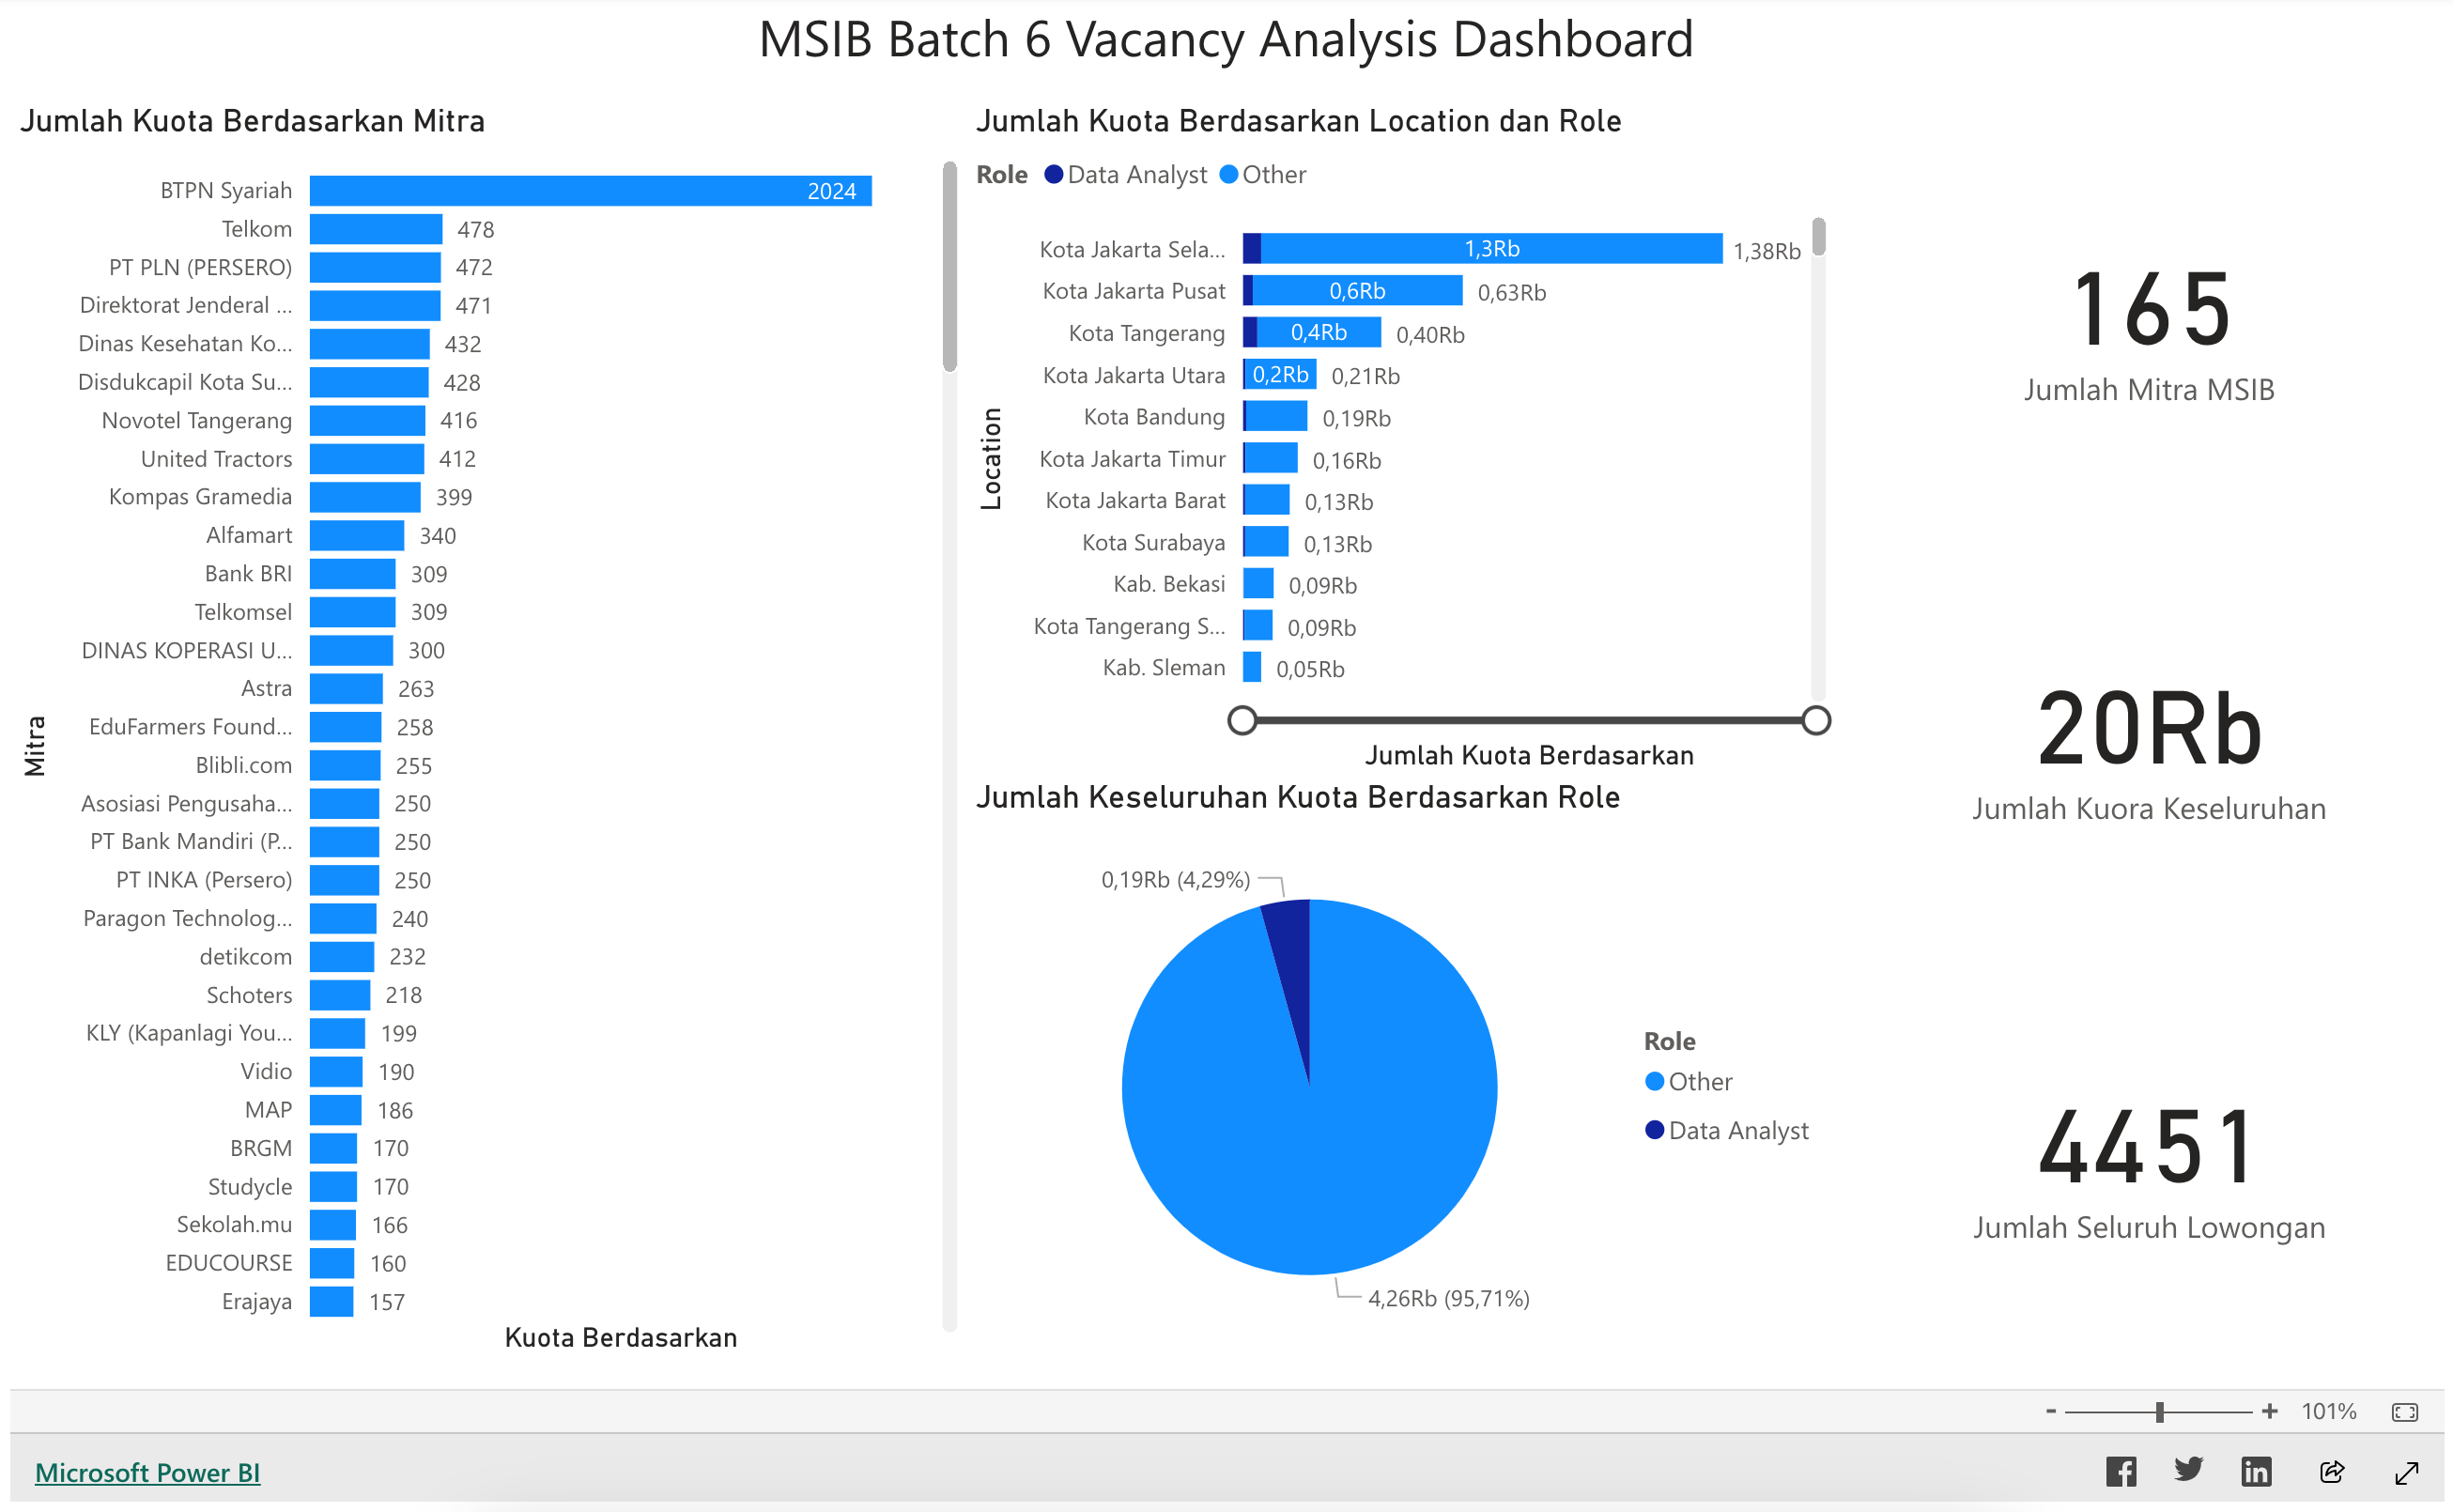 MSIB Batch 6 Vacancy Analysis Dashboard
Jumlah Kuota Berdasarkan Mitra
Mitra
BTPN Syariah 2024
Telkom 478
PT PLN (PERSERO) 472
Direktorat Jenderal ... 471
Dinas Kesehatan Ko... 432
Disdukcapil Kota Su... 428
Novotel Tangerang 416
United Tractors 412
Kompas Gramedia 399
Alfamart 340
Bank BRI 309
Telkomsel 309
DINAS KOPERASI U... 300
Astra 263
EduFarmers Found... 258
Blibli.com 255
Asosiasi Pengusaha... 250
PT Bank Mandiri (P... 250
PT INKA (Persero) 250
Paragon Technolog... 240
detikcom 232
Schoters 218
KLY (Kapanlagi You... 199
Vidio 190
MAP 186
BRGM 170
Studycle 170
Sekolah.mu 166
EDUCOURSE 160
Erajaya 157
Kuota Berdasarkan
Jumlah Kuota Berdasarkan Location dan Role
Role Data Analyst Other
Location
Kota Jakarta Sela... 1,3Rb 1,38Rb
Kota Jakarta Pusat 0,6Rb 0,63Rb
Kota Tangerang 0,4Rb 0,40Rb
Kota Jakarta Utara 0,2Rb 0,21Rb
Kota Bandung 0,19Rb
Kota Jakarta Timur 0,16Rb
Kota Jakarta Barat 0,13Rb
Kota Surabaya 0,13Rb
Kab. Bekasi 0,09Rb
Kota Tangerang S... 0,09Rb
Kab. Sleman 0,05Rb
Jumlah Kuota Berdasarkan
Jumlah Keseluruhan Kuota Berdasarkan Role
0,19Rb (4,29%)
4,26Rb (95,71%)
Role
Other
Data Analyst
165
Jumlah Mitra MSIB
20Rb
Jumlah Kuora Keseluruhan
4451
Jumlah Seluruh Lowongan
- + 101%
Microsoft Power BI